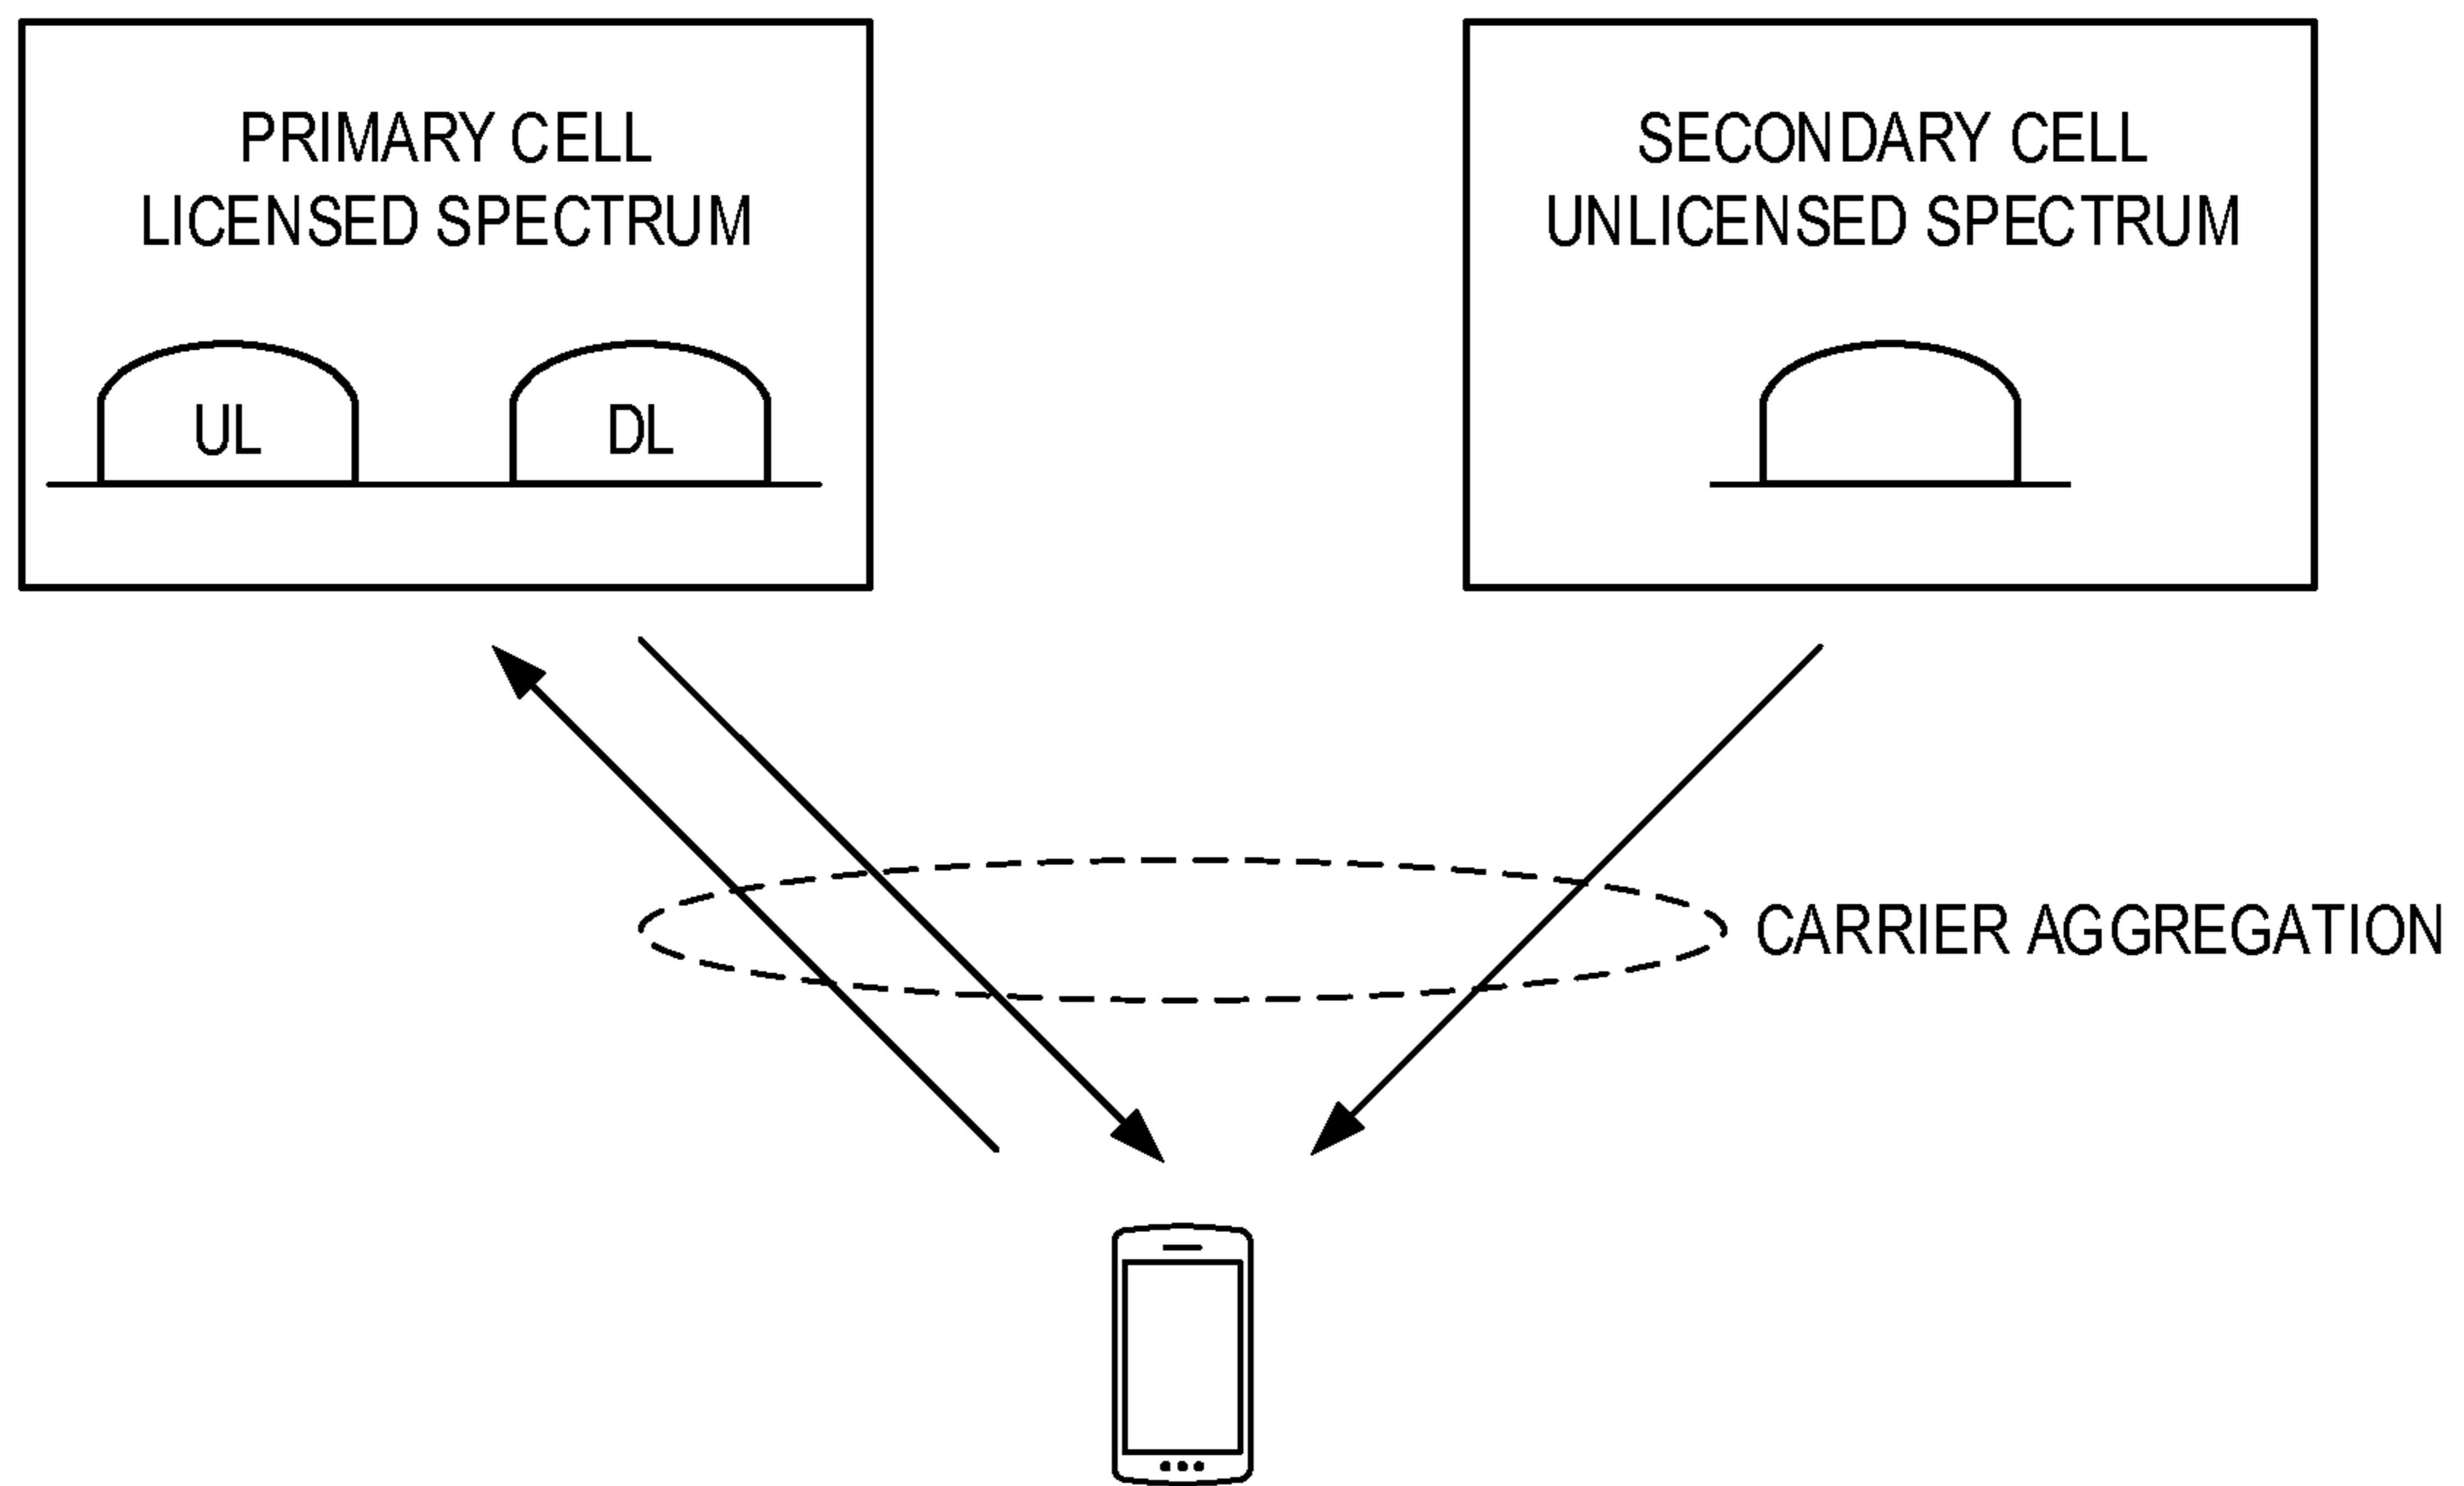 PRIMARY CELL
LICENSED SPECTRUM
UL
DL
SECONDARY CELL
UNLICENSED SPECTRUM
CARRIER AGGREGATION